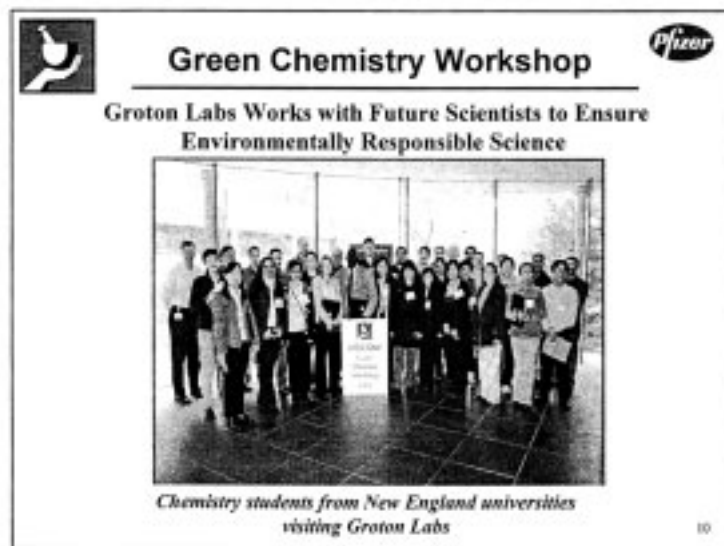 Green Chemistry Workshop
Pfizer
Groton Labs Works with Future Scientists to Ensure
Environmentally Responsible Science
Chemistry students from New England universities
visiting Groton Labs
10